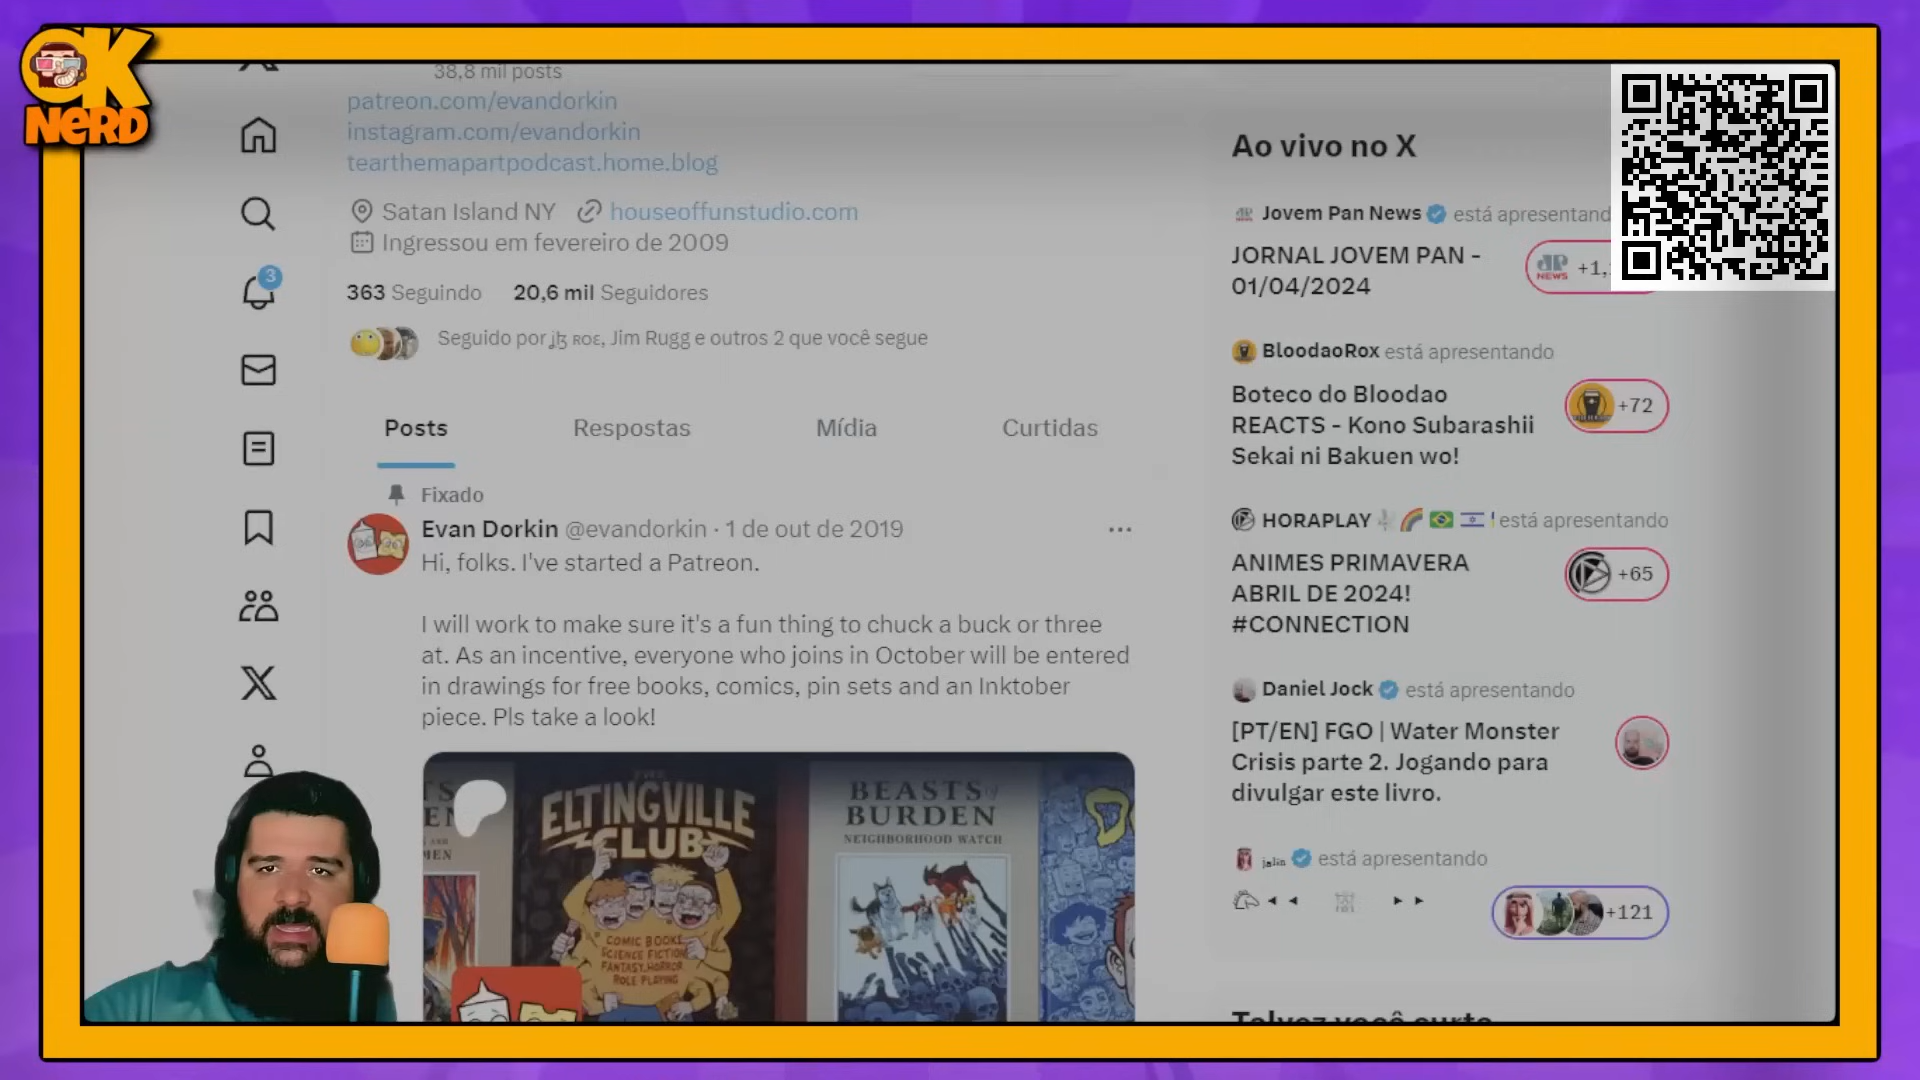 OK
NERD
38,8 mil posts
patreon.com/evandorkin
instagram.com/evandorkin
tearthemapartpodcast.home.blog
Satan Island NY houseoffunstudio.com
Ingressou em fevereiro de 2009
363 Seguindo 20,6 mil Seguidores
Seguido por ROE, Jim Rugg e outros 2 que você segue
Posts Respostas Mídia Curtidas
Fixado
Evan Dorkin @evandorkin · 1 de out de 2019
Hi, folks. I've started a Patreon.
I will work to make sure it's a fun thing to chuck a buck or three
at. As an incentive, everyone who joins in October will be entered
in drawings for free books, comics, pin sets and an Inktober
piece. Pls take a look!
ELTINGVILLE
CLUB
COMIC BOOKS
SCIENCE FICTION
FANTASY, HORROR
ROLE-PLAYING
BEASTS of
BURDEN
NEIGHBORHOOD WATCH
3
Ao vivo no X
Jovem Pan News está apresentand
JORNAL JOVEM PAN -
01/04/2024
JP
NEWS
+1,
BloodaoRox está apresentando
Boteco do Bloodao
REACTS - Kono Subarashii
Sekai ni Bakuen wo!
+72
HORAPLAY está apresentando
ANIMES PRIMAVERA
ABRIL DE 2024!
#CONNECTION
+65
Daniel Jock está apresentando
[PT/EN] FGO | Water Monster
Crisis parte 2. Jogando para
divulgar este livro.
está apresentando
+121
Talvez você curta